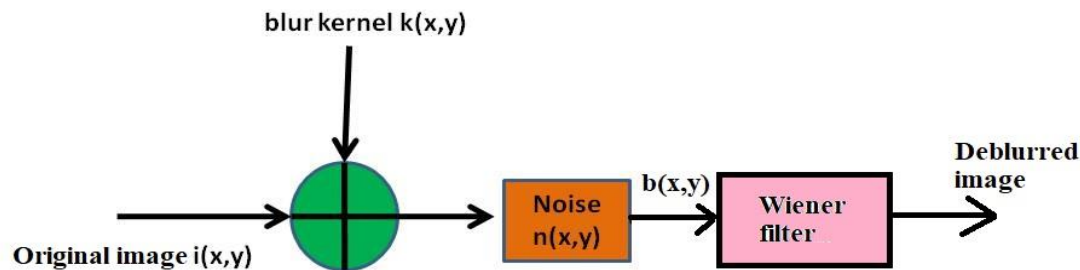 blur kernel k(x,y)
Original image i(x,y)
Noise
n(x,y)
b(x,y)
Wiener
filter
Deblurred
image